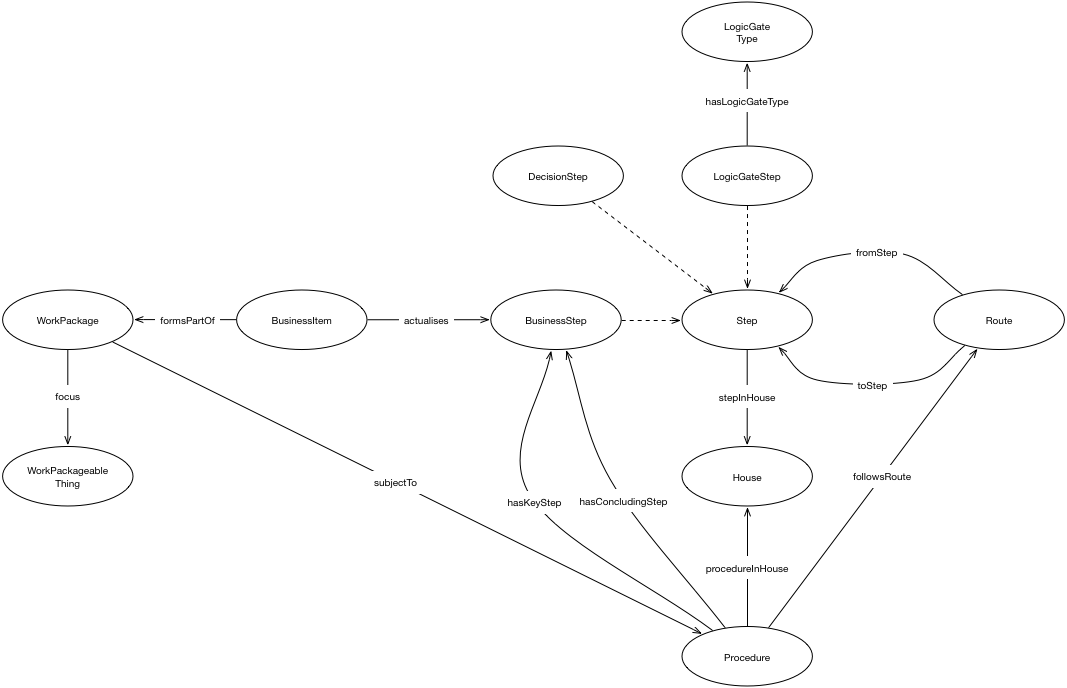 LogicGate
Type
hasLogicGateType
DecisionStep
LogicGateStep
fromStep
WorkPackage
formsPartOf
BusinessItem
actualises
BusinessStep
Step
Route
toStep
focus
stepInHouse
WorkPackageable
Thing
subjectTo
hasKeyStep
hasConcludingStep
House
followsRoute
procedureInHouse
Procedure